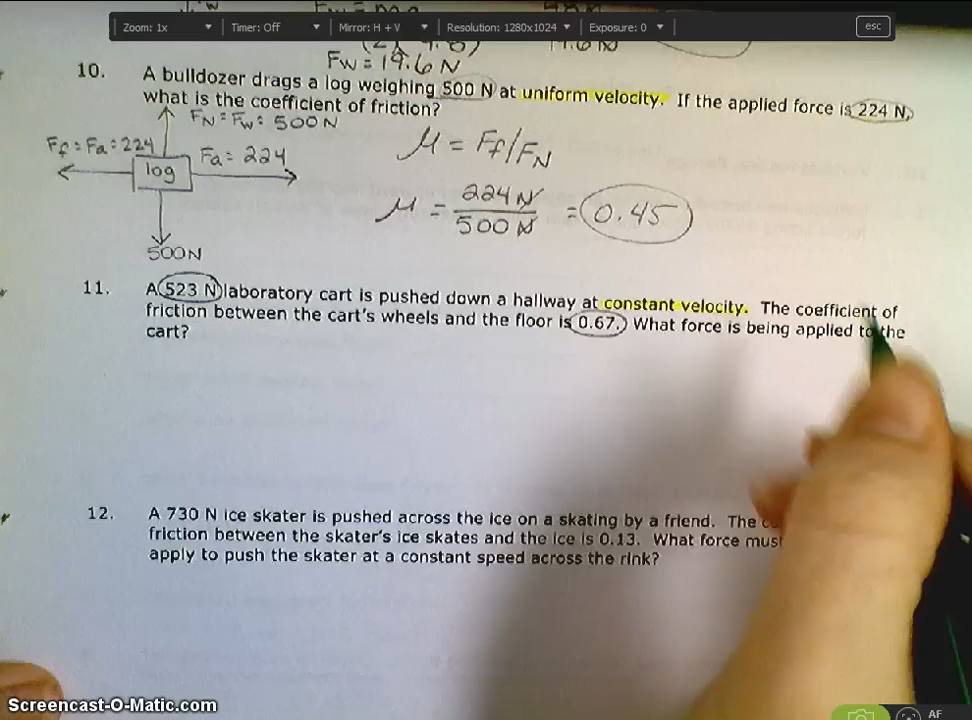 Zoom: 1x Timer: Off Mirror: H + V Resolution: 1280x1024 Exposure: 0 esc
FW = 19.6 N
10. A bulldozer drags a log weighing 500 N at uniform velocity. If the applied force is 224 N,
what is the coefficient of friction?
FN = Fw = 500N
Ff = Fa = 224
Fa = 224
log
500N
μ = Ff/FN
μ = 224 N / 500 N = 0.45
11. A 523 N laboratory cart is pushed down a hallway at constant velocity. The coefficient of
friction between the cart's wheels and the floor is 0.67. What force is being applied to the
cart?
12. A 730 N ice skater is pushed across the ice on a skating by a friend. The
friction between the skater's ice skates and the ice is 0.13. What force
apply to push the skater at a constant speed across the rink?
Screencast-O-Matic.com
AF